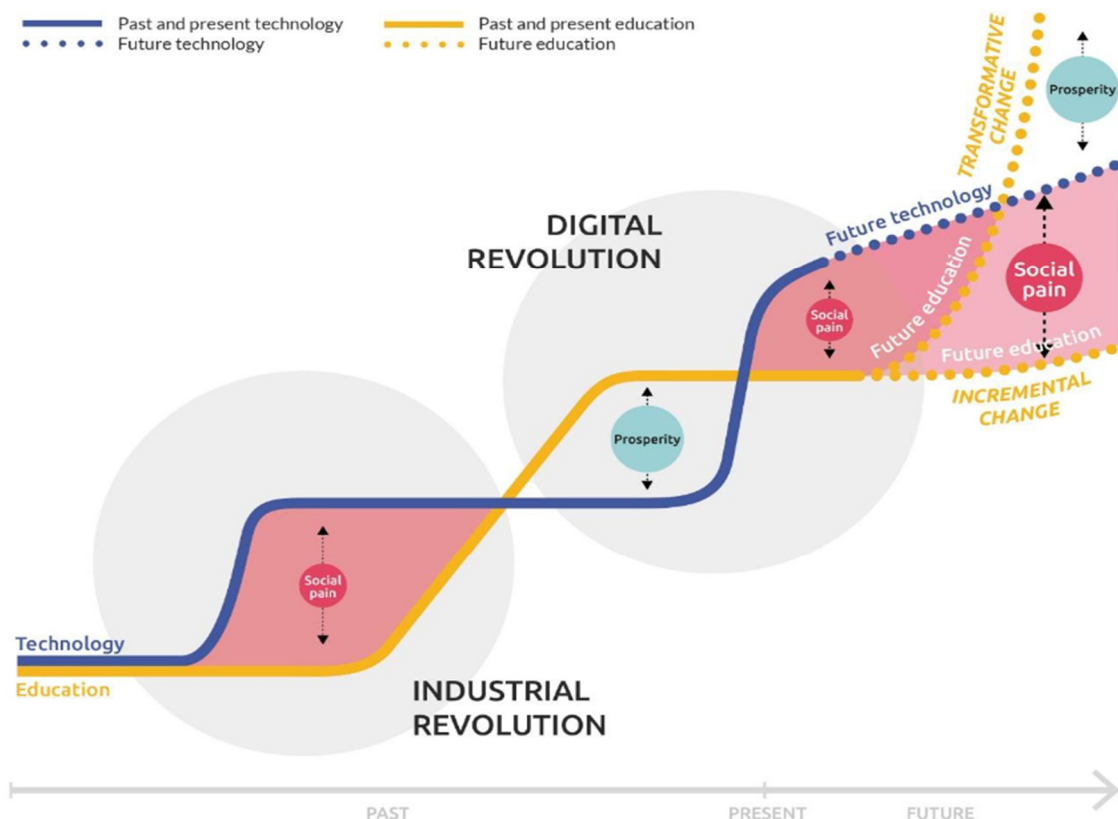 Past and present technology
Future technology
Past and present education
Future education
TRANSFORMATIVE
CHANGE
Prosperity
DIGITAL
REVOLUTION
Future technology
Social
pain
Future education
Social
pain
Future education
INCREMENTAL
CHANGE
Prosperity
Social
pain
Technology
Education
INDUSTRIAL
REVOLUTION
PAST
PRESENT
FUTURE